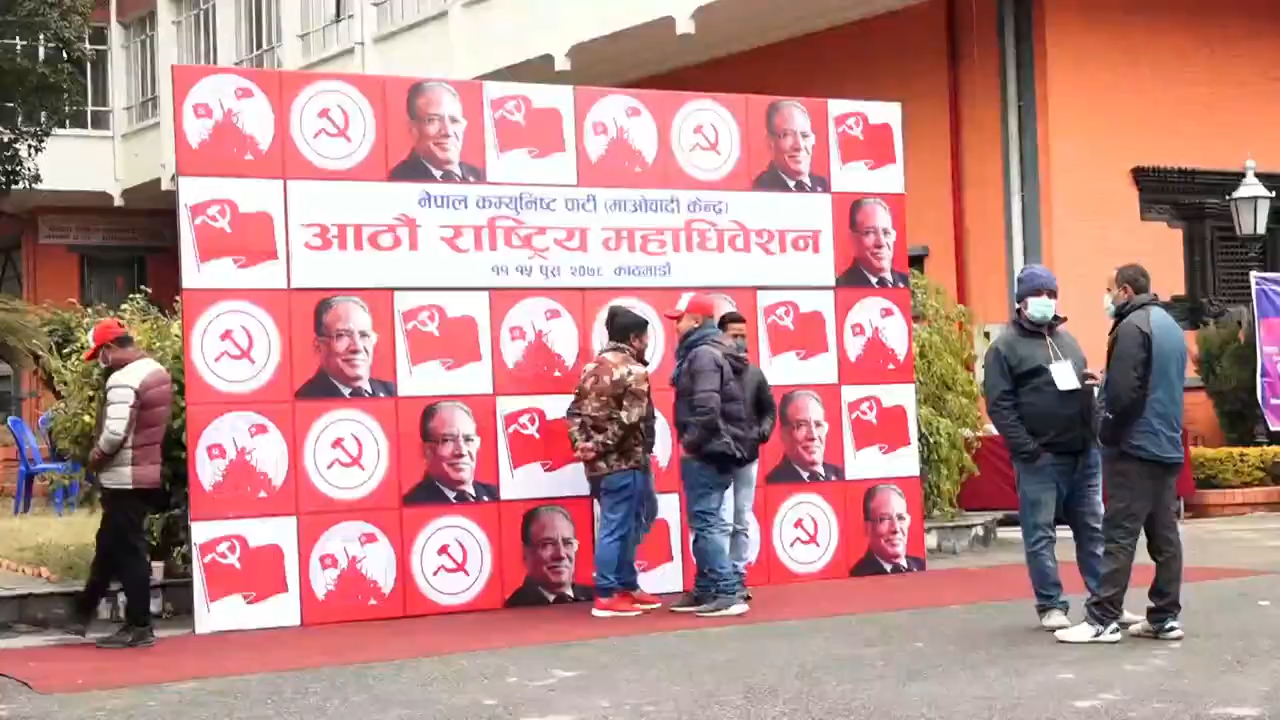 नेपाल कम्युनिष्ट पार्टी (माओवादी केन्द्र)
आठौं राष्ट्रिय महाधिवेशन
११-१५ पुस २०७८ काठमाडौं